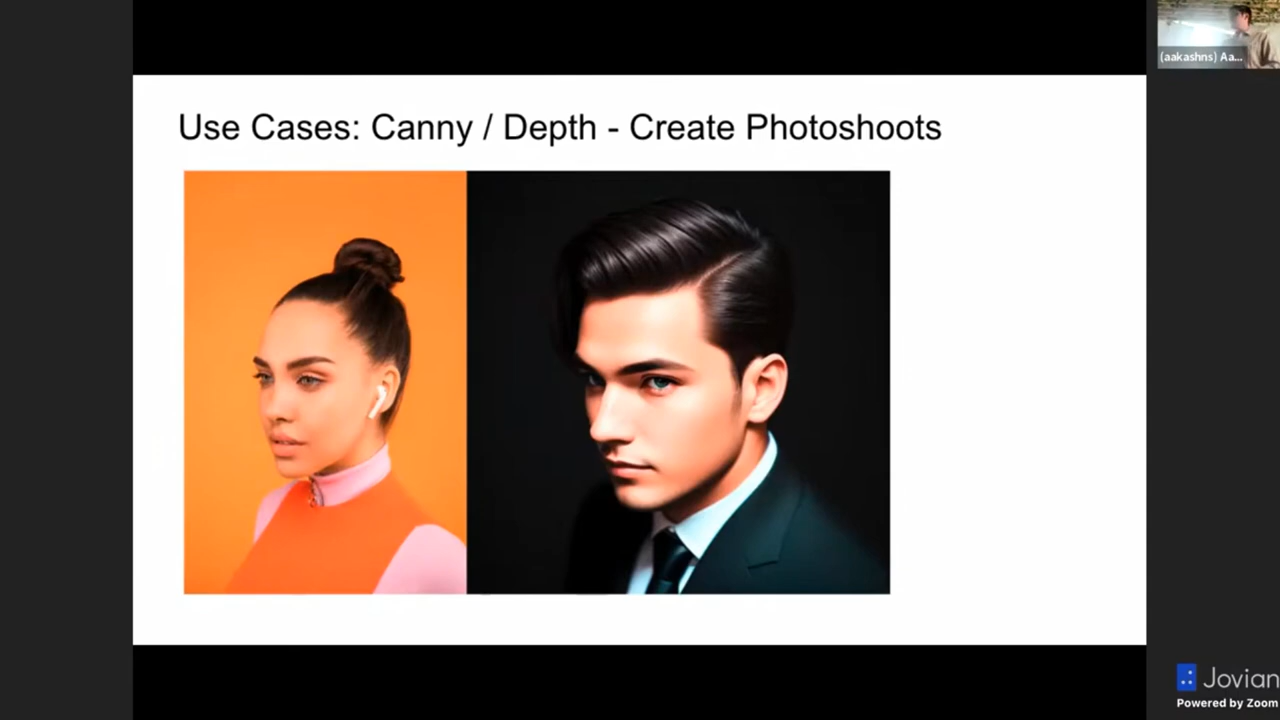 Use Cases: Canny / Depth - Create Photoshoots
(aakashns) Aa...
Jovian
Powered by Zoom